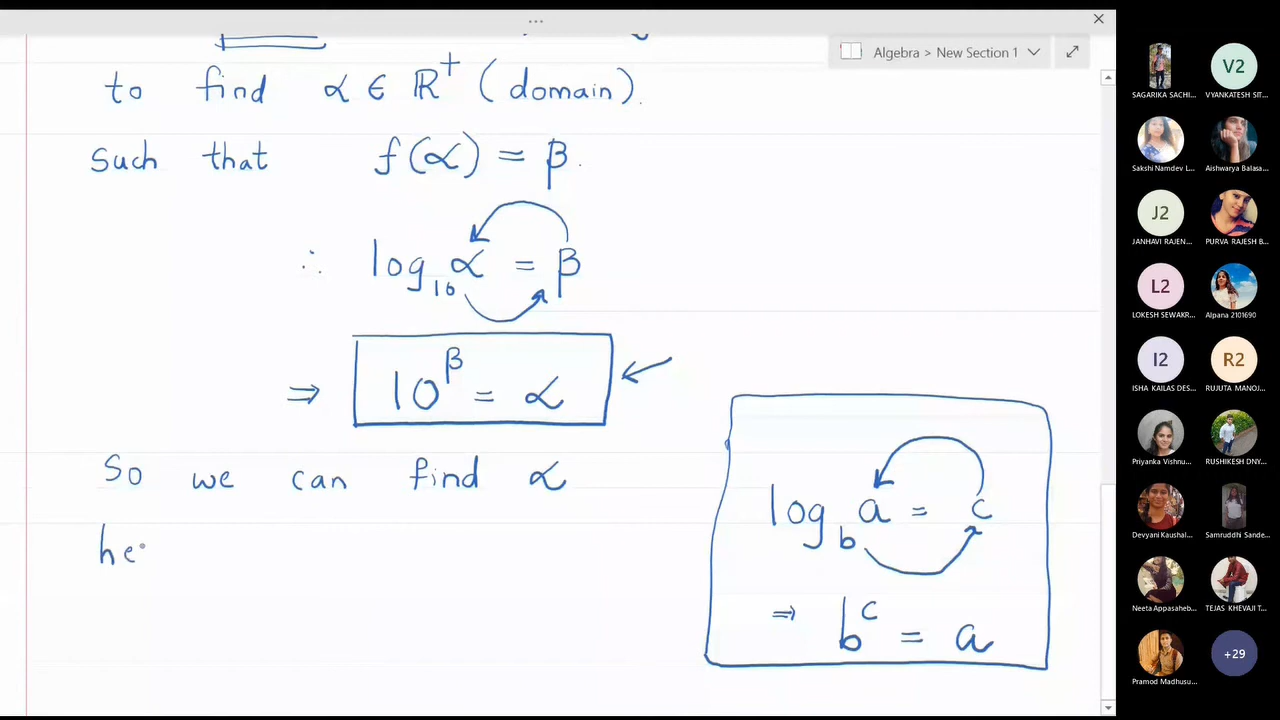 Algebra > New Section 1
to find α ∈ ℝ⁺ (domain).
such that f(α) = β.
∴ log₁₀ α = β
⇒ 10^β = α
So we can find α
he
log_b a = c
⇒ b^c = a
SAGARIKA SACHI...
V2
VYANKATESH SIT...
Sakshi Namdev L...
Aishwarya Balasa...
J2
JANHAVI RAJEN...
PURVA RAJESH B...
L2
LOKESH SEWAKR...
Alpana 2101690
I2
ISHA KAILAS DES...
R2
RUJUTA MANOJ...
Priyanka Vishnu...
RUSHIKESH DNY...
Devyani Kaushal...
Samruddhi Sande...
Neeta Appasaheb...
TEJAS KHEVAJI T...
Pramod Madhusu...
+29